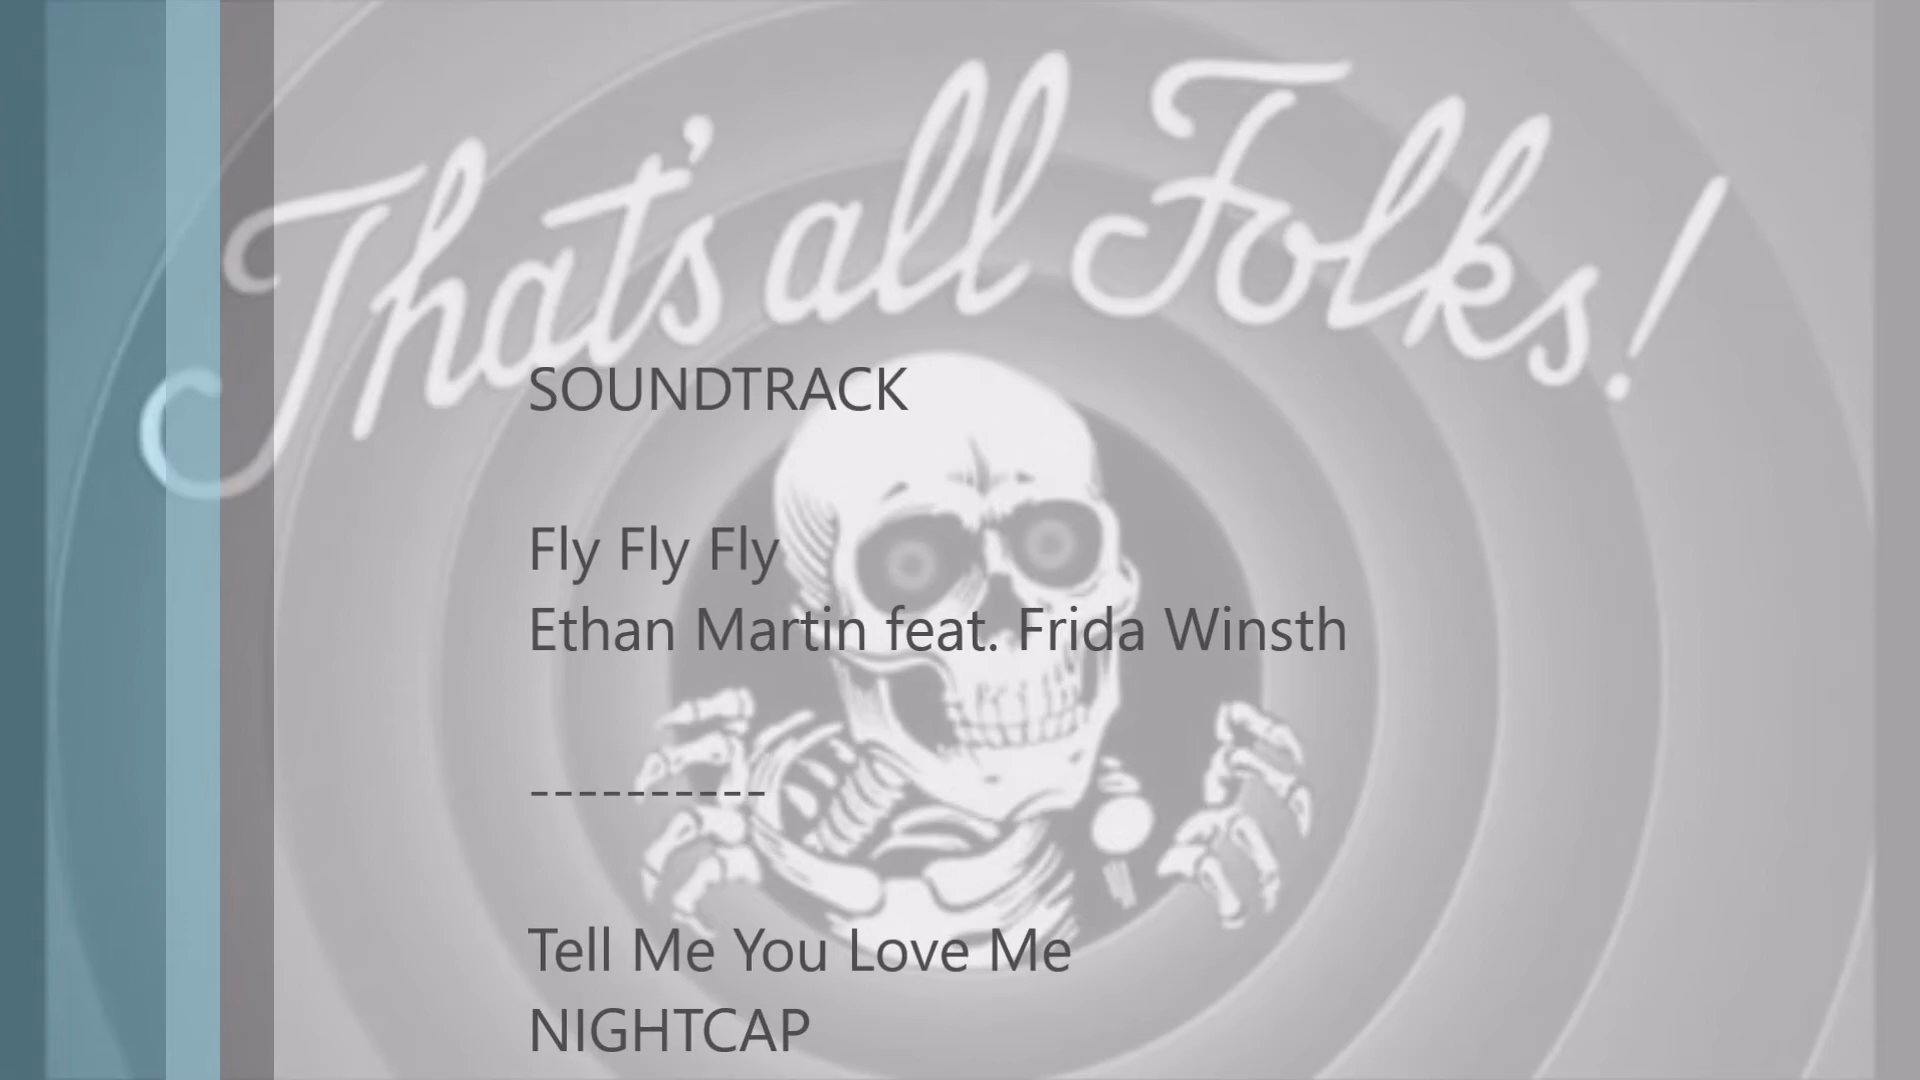 That's all Folks!
SOUNDTRACK
Fly Fly Fly
Ethan Martin feat. Frida Winsth
----------
Tell Me You Love Me
NIGHTCAP